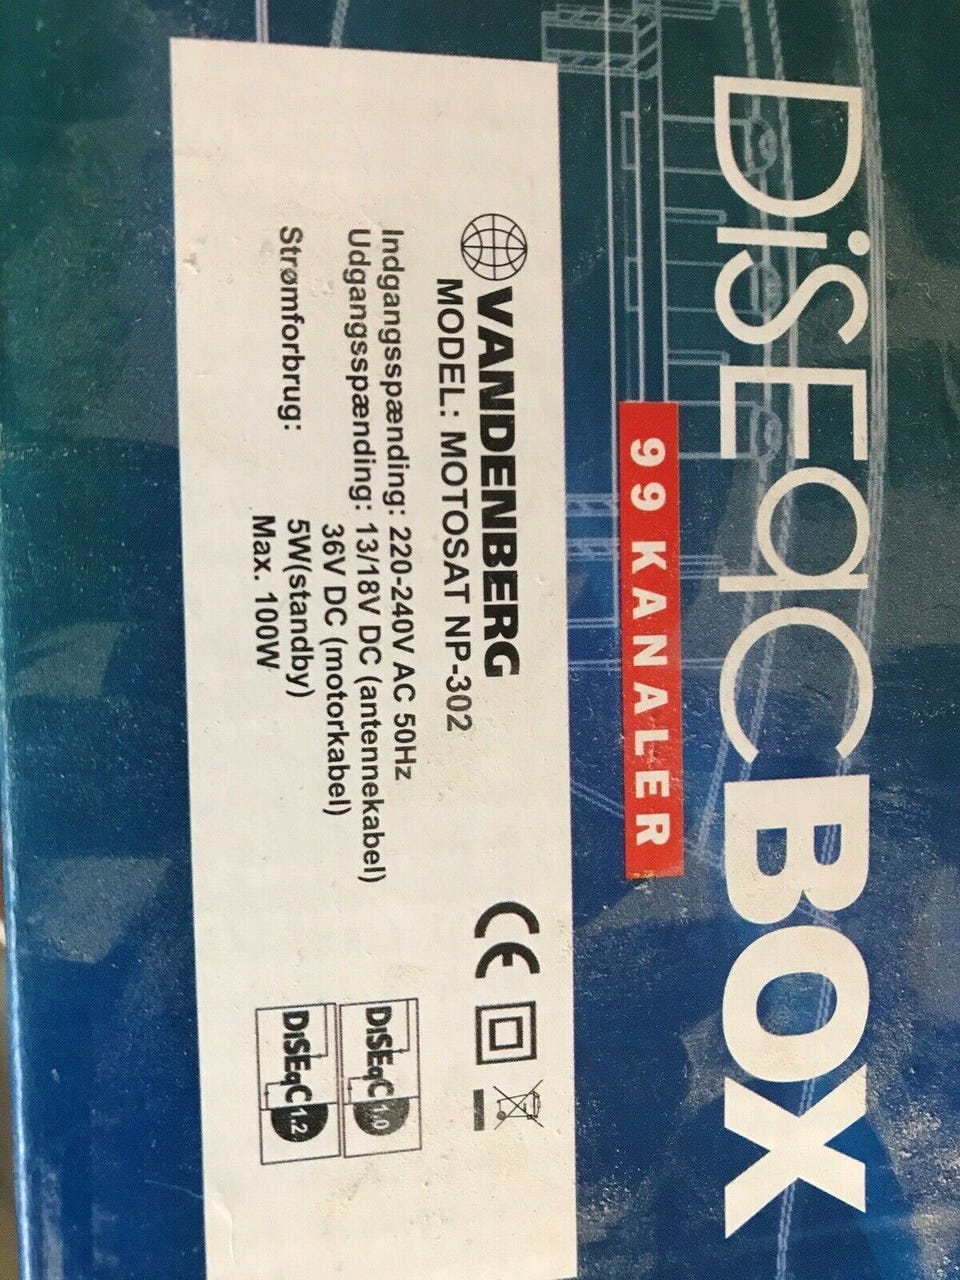 DiSEqC BOX
99 KANALER
VANDENBERG
MODEL: MOTOSAT NP-302
Indgangsspænding: 220-240V AC 50Hz
Udgangsspænding: 13/18V DC (antennekabel)
36V DC (motorkabel)
Strømforbrug: 5W(standby)
Max. 100W
CE
DiSEqC 1.0
DiSEqC 1.2